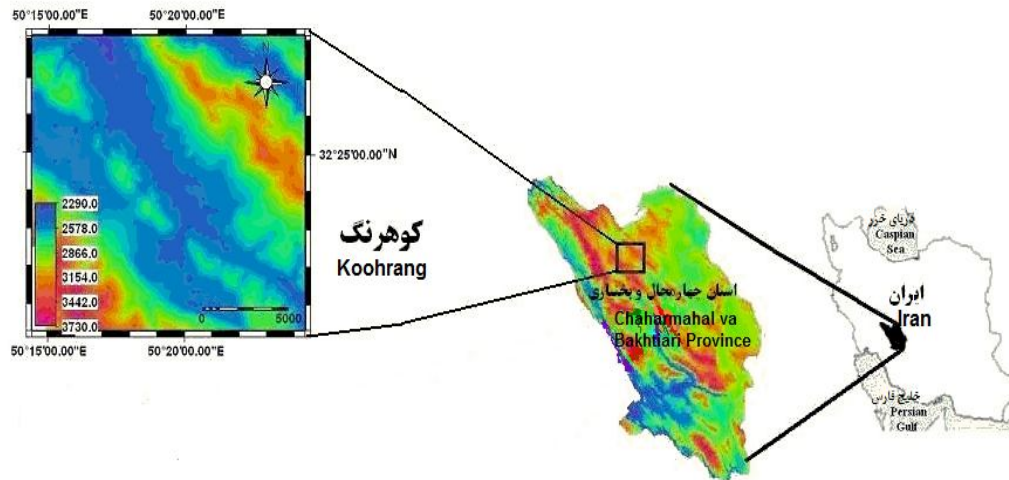 50°15'00.00"E
50°20'00.00"E
N
32°25'00.00"N
2290.0
2578.0
2866.0
3154.0
3442.0
3730.0
0
5000
50°15'00.00"E
50°20'00.00"E
کوهرنگ
Koohrang
استان چهارمحال و بختیاری
Chaharmahal va
Bakhtiari Province
دریای خزر
Caspian
Sea
ایران
Iran
خلیج فارس
Persian
Gulf